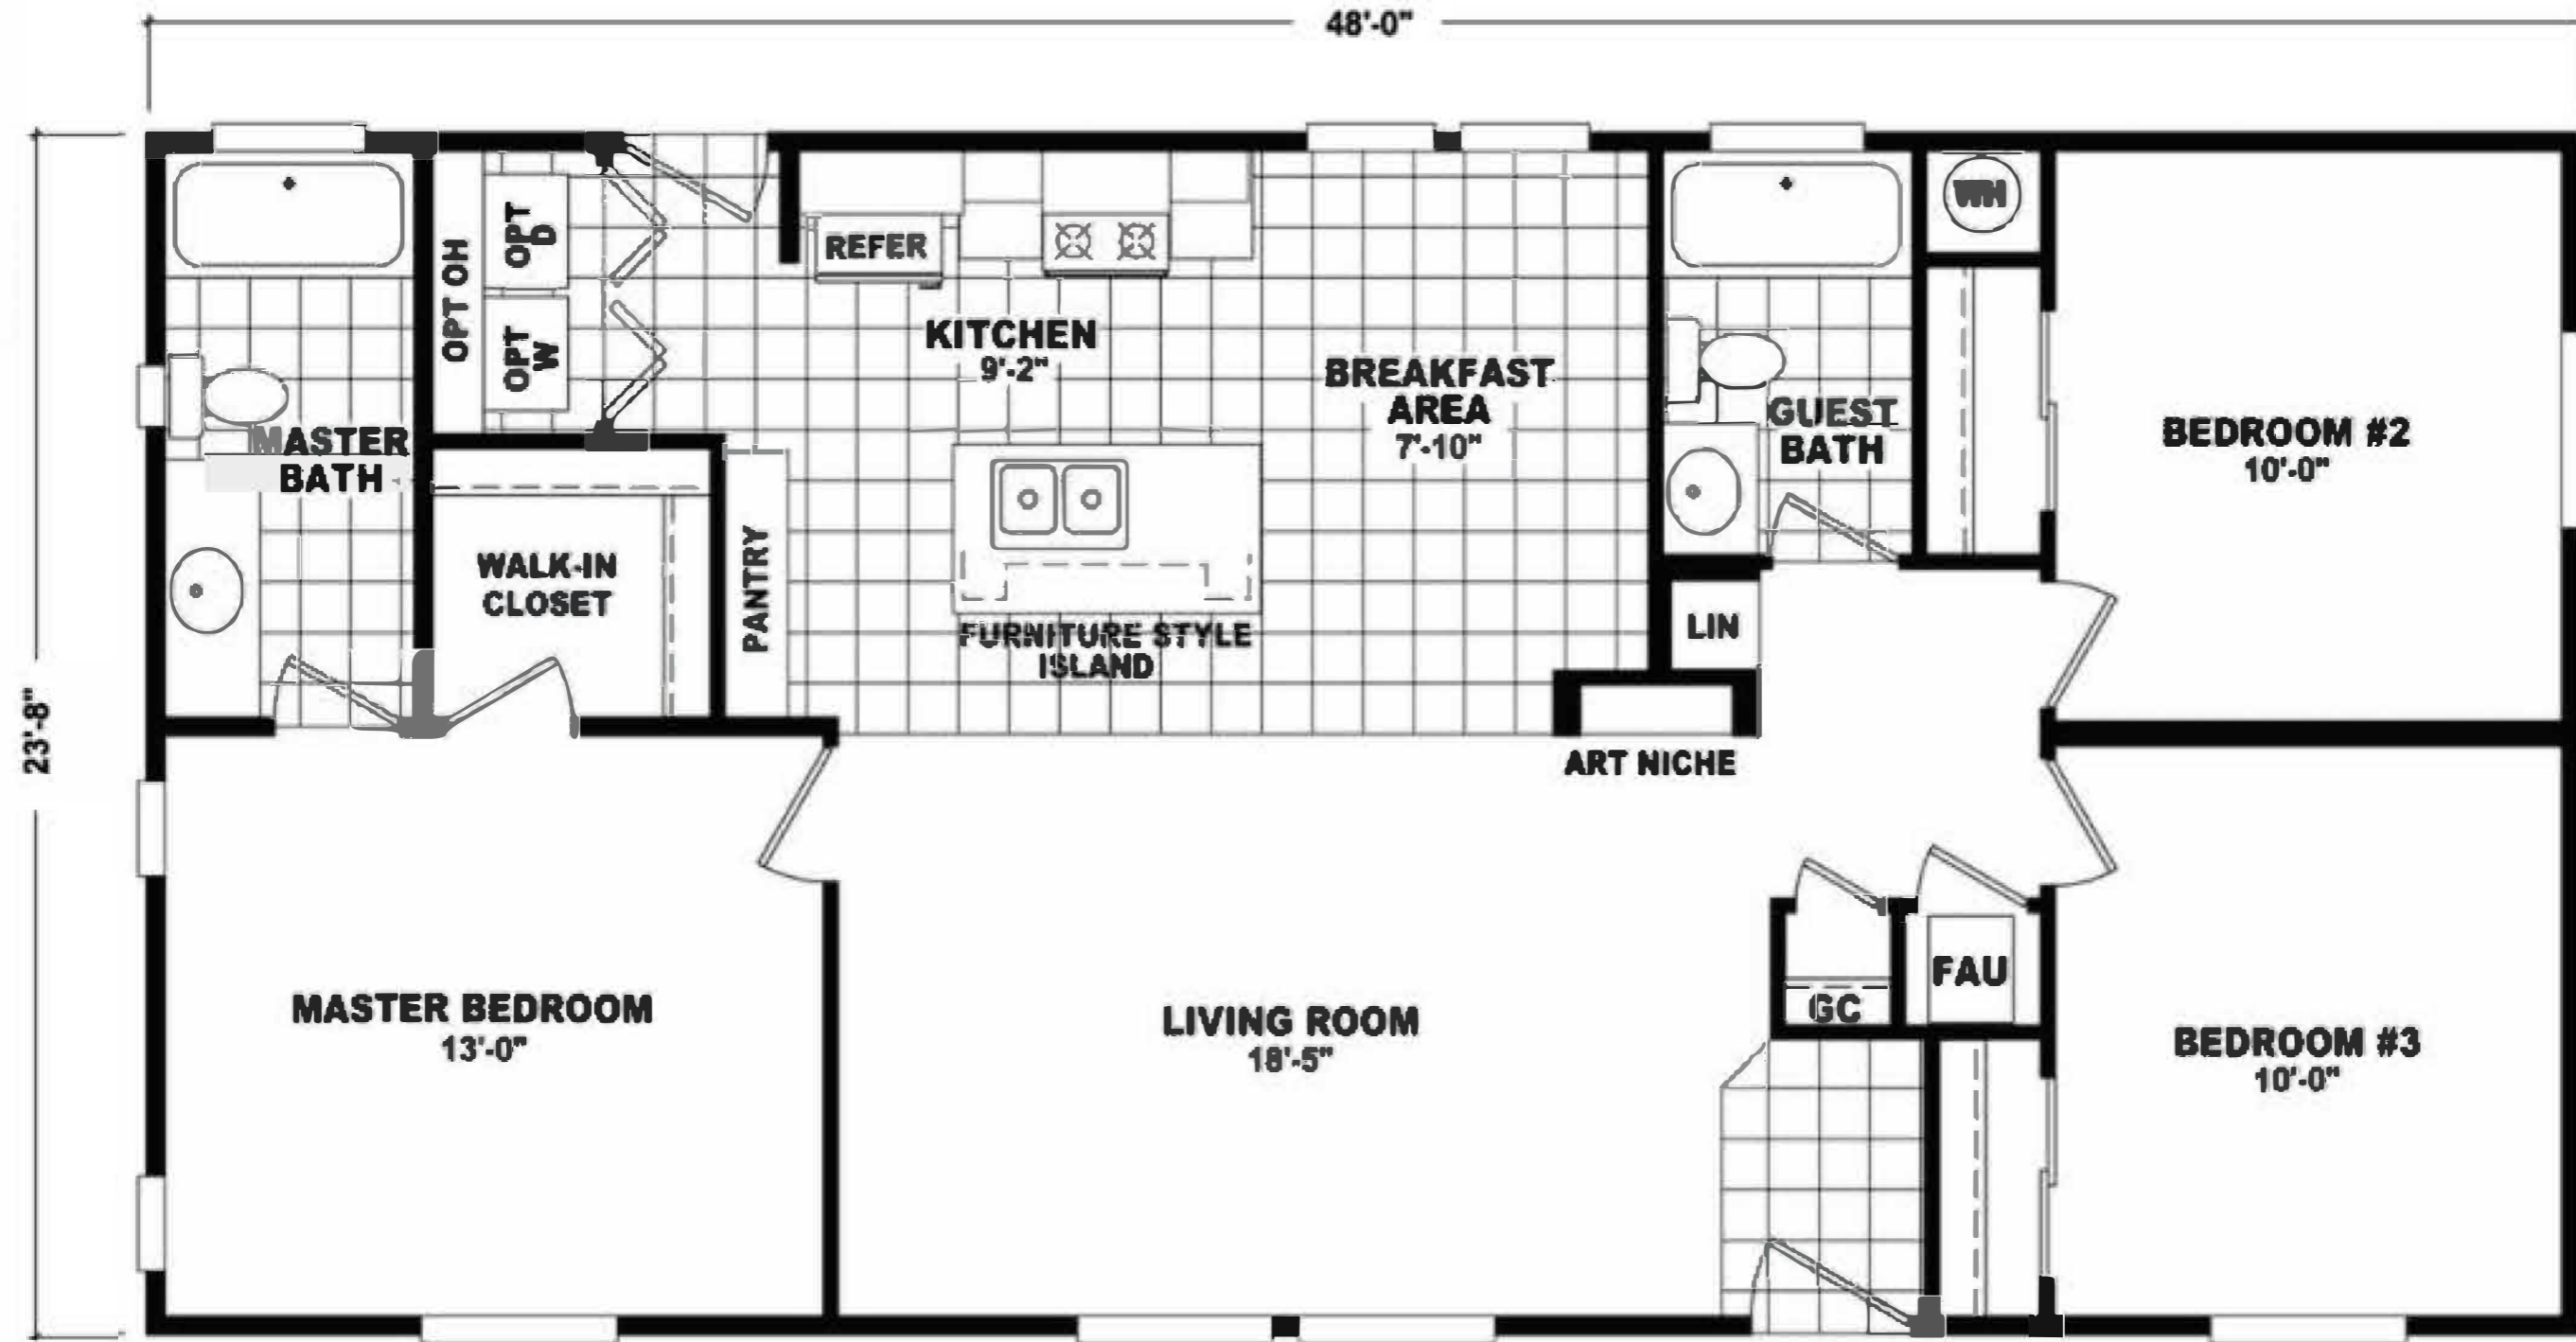 48'-0"
23'-8"
OPT OH
OPT
D
OPT
W
REFER
WH
KITCHEN
9'-2"
BREAKFAST
AREA
7'-10"
GUEST
BATH
BEDROOM #2
10'-0"
MASTER
BATH
WALK-IN
CLOSET
PANTRY
FURNITURE STYLE
ISLAND
LIN
ART NICHE
MASTER BEDROOM
13'-0"
LIVING ROOM
18'-5"
GC
FAU
BEDROOM #3
10'-0"